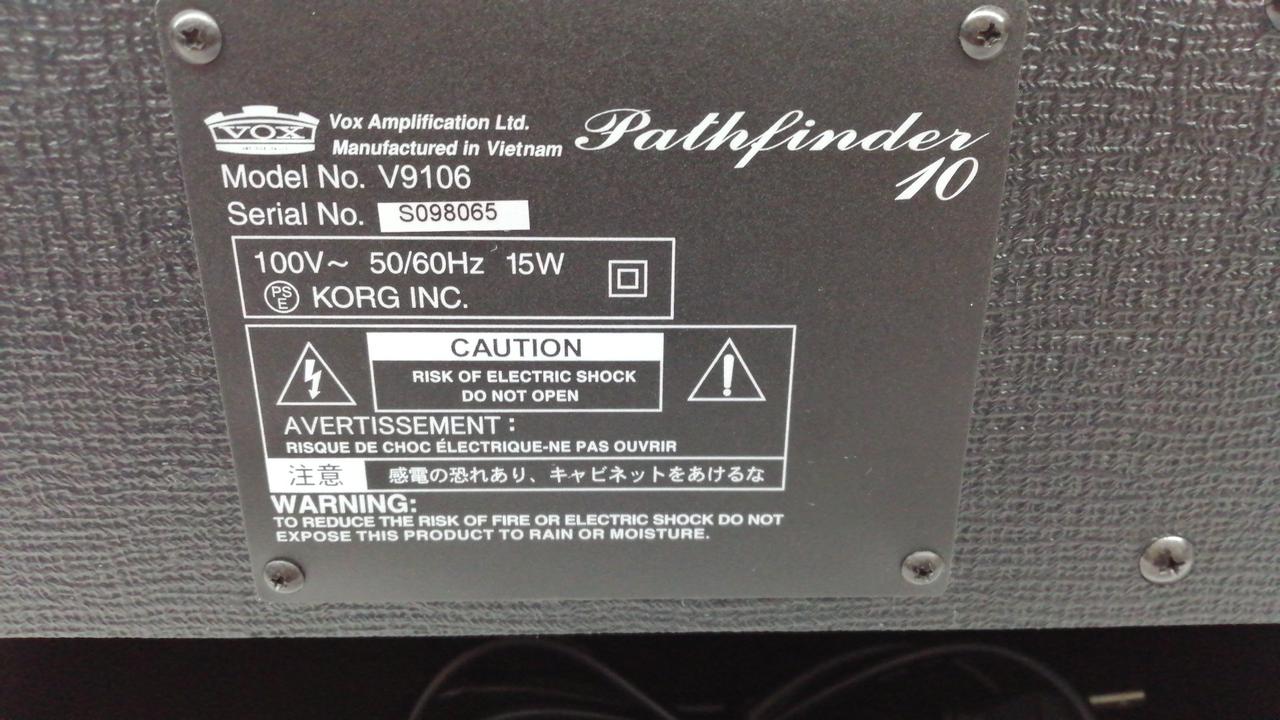 VOX
Vox Amplification Ltd.
Manufactured in Vietnam
Pathfinder
10
Model No. V9106
Serial No. S098065
100V~ 50/60Hz 15W
PS
E
KORG INC.
CAUTION
RISK OF ELECTRIC SHOCK
DO NOT OPEN
AVERTISSEMENT :
RISQUE DE CHOC ÉLECTRIQUE-NE PAS OUVRIR
注意 感電の恐れあり、キャビネットをあけるな
WARNING:
TO REDUCE THE RISK OF FIRE OR ELECTRIC SHOCK DO NOT
EXPOSE THIS PRODUCT TO RAIN OR MOISTURE.